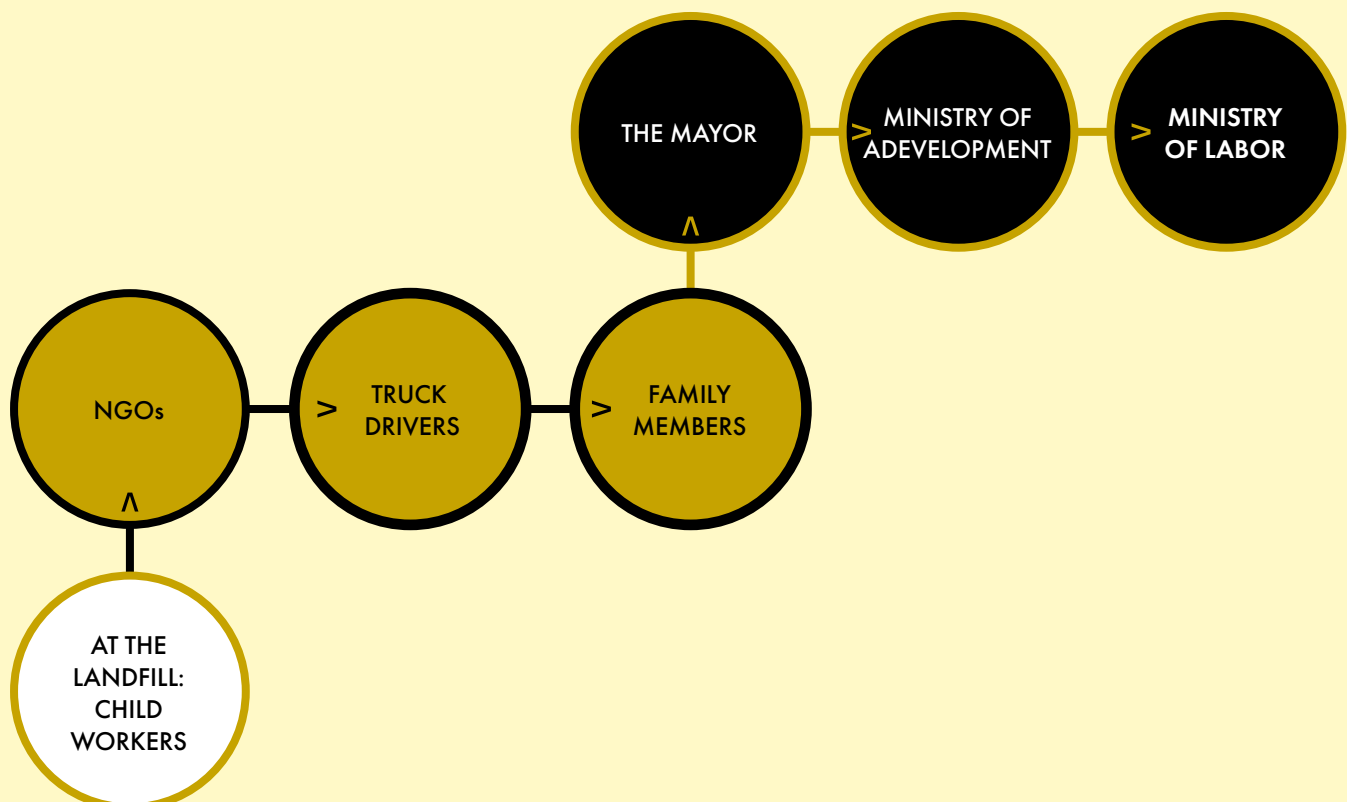 THE MAYOR
>
MINISTRY OF
ADEVELOPMENT
>
MINISTRY
OF LABOR
>
NGOs
>
TRUCK
DRIVERS
>
FAMILY
MEMBERS
>
AT THE
LANDFILL:
CHILD
WORKERS